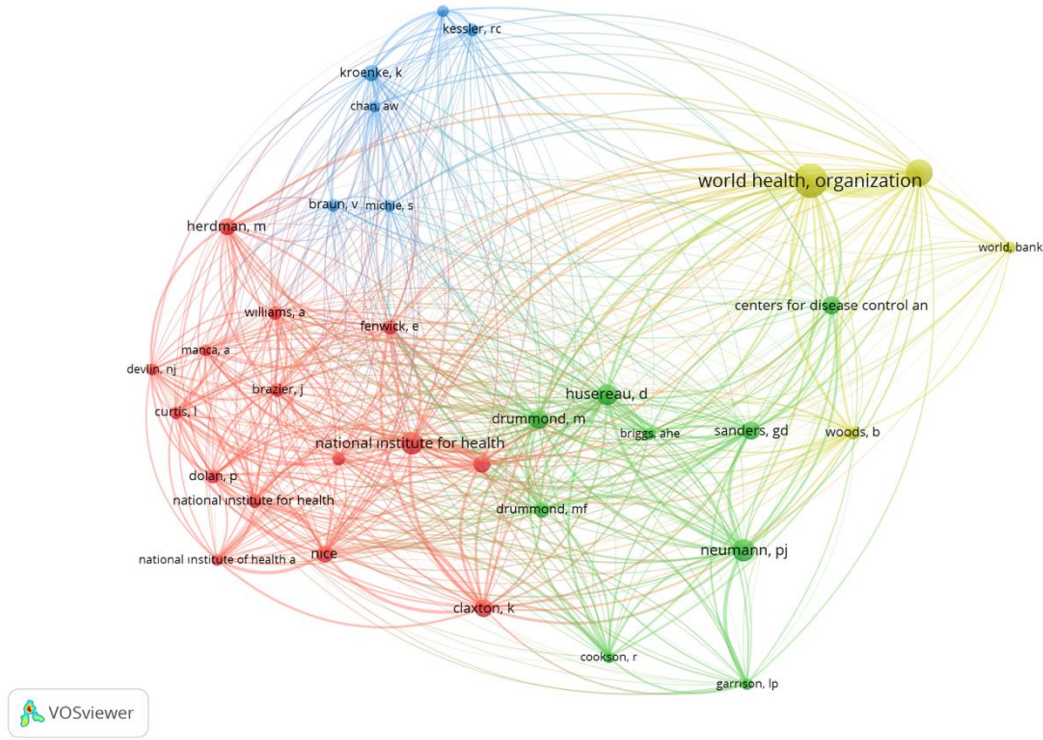 kessler, rc
kroenke, k
chan, aw
world health, organization
braun, v
michie, s
herdman, m
world, bank
centers for disease control an
williams, a
fenwick, e
manca, a
devlin, nj
brazier, j
husereau, d
curtis, l
drummond, m
briggs, ahe
sanders, gd
woods, b
national institute for health
dolan, p
national institute for health
drummond, mf
neumann, pj
national institute of health a
nice
claxton, k
cookson, r
garrison, lp
VOSviewer